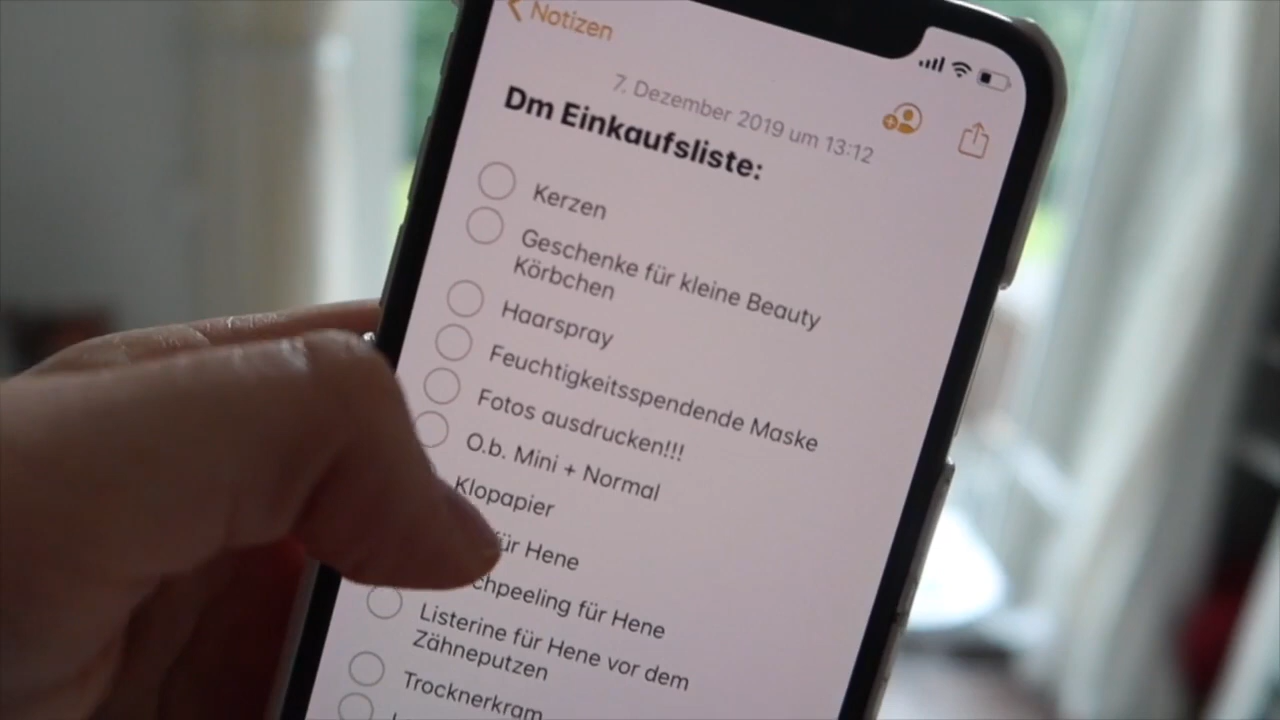 Notizen
7. Dezember 2019 um 13:12
Dm Einkaufsliste:
Kerzen
Geschenke für kleine Beauty
Körbchen
Haarspray
Feuchtigkeitsspendende Maske
Fotos ausdrucken!!!
O.b. Mini + Normal
Klopapier
für Hene
für Hene
Listerine für Hene vor dem
Zähneputzen
Trocknerkram